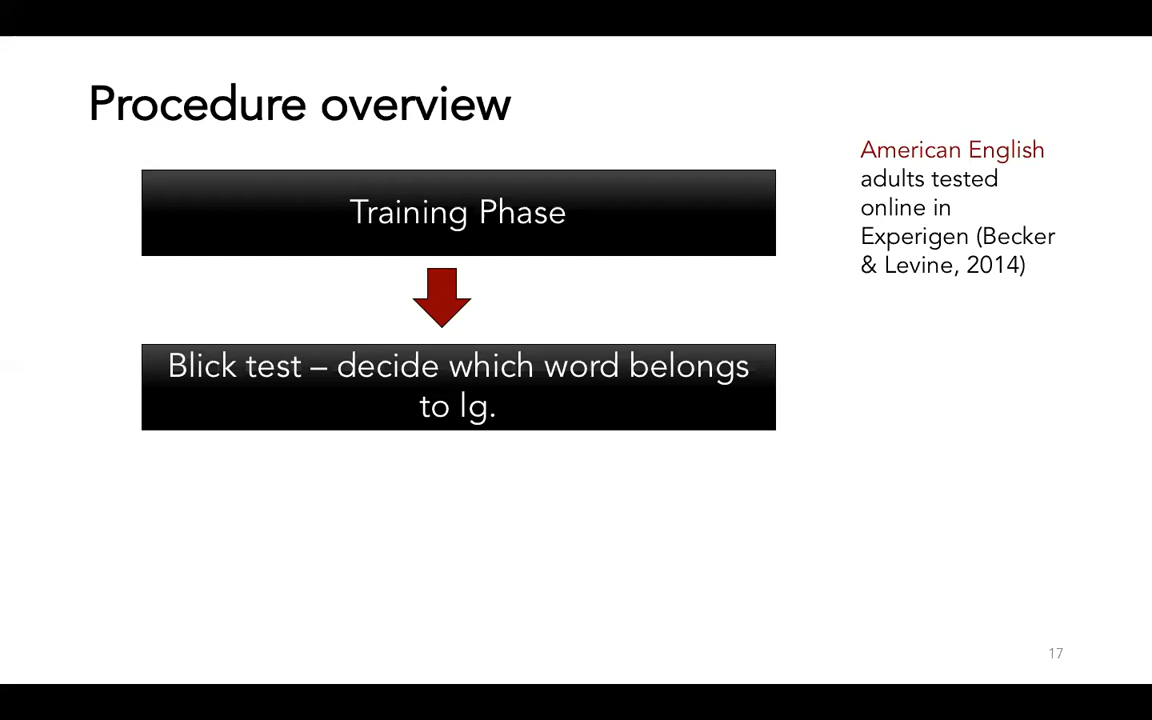 Procedure overview
Training Phase
Blick test – decide which word belongs
to lg.
American English
adults tested
online in
Experigen (Becker
& Levine, 2014)
17